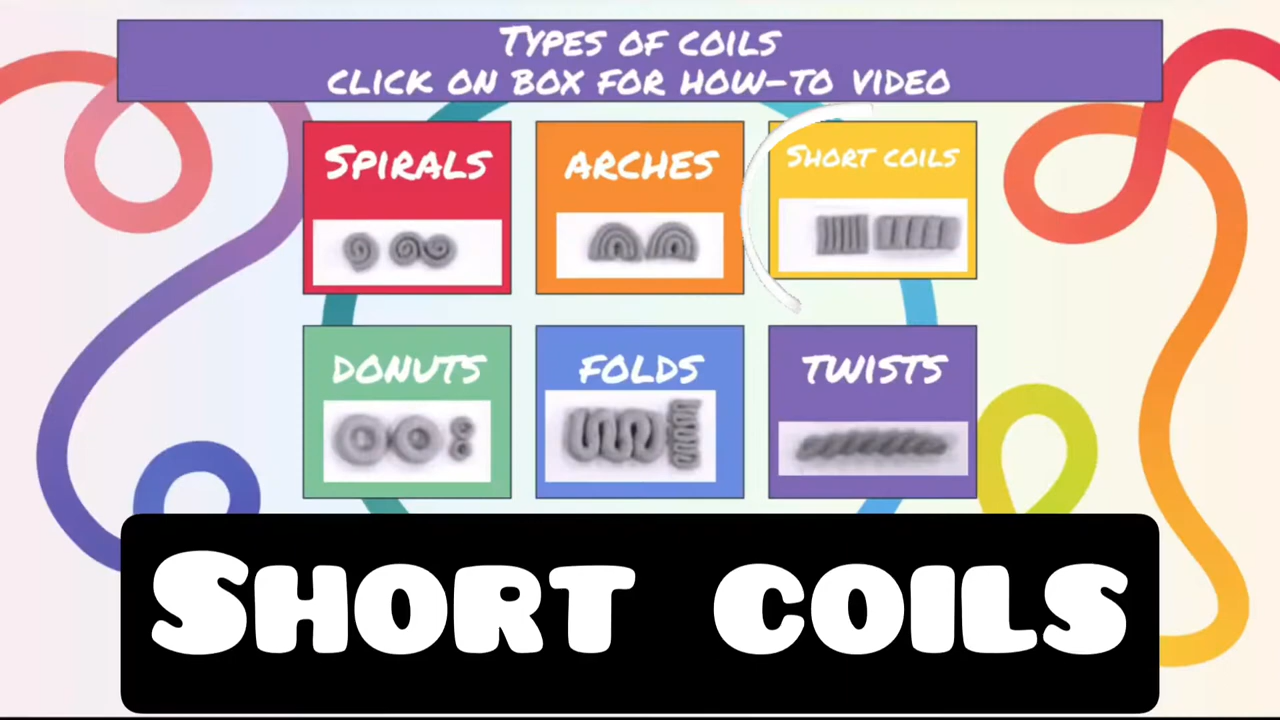 TYPES OF COILS
CLICK ON BOX FOR HOW-TO VIDEO
SPIRALS
ARCHES
SHORT COILS
DONUTS
FOLDS
TWISTS
SHORT COILS